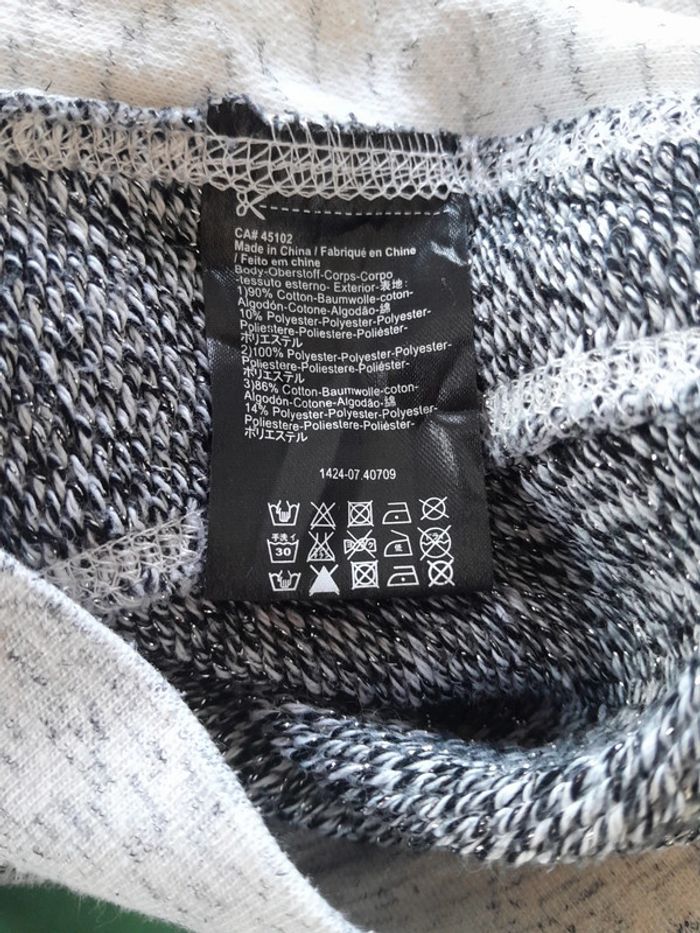 CA# 45102
Made in China / Fabriqué en Chine
/ Feito em chine
Body-Oberstoff-Corps-Corpo
-tessuto esterno- Exterior-表地:
1)90% Cotton-Baumwolle-coton-
Algodón-Cotone-Algodão-綿
10% Polyester-Polyester-Polyester-
Poliestere-Poliestere-Poliéster-
ポリエステル
2)100% Polyester-Polyester-Polyester-
Poliestere-Poliestere-Poliéster-
ポリエステル
3)86% Cotton-Baumwolle-coton-
Algodón-Cotone-Algodão-綿
14% Polyester-Polyester-Polyester-
Poliestere-Poliestere-Poliéster-
ポリエステル
1424-07.40709
手洗イ
30 低